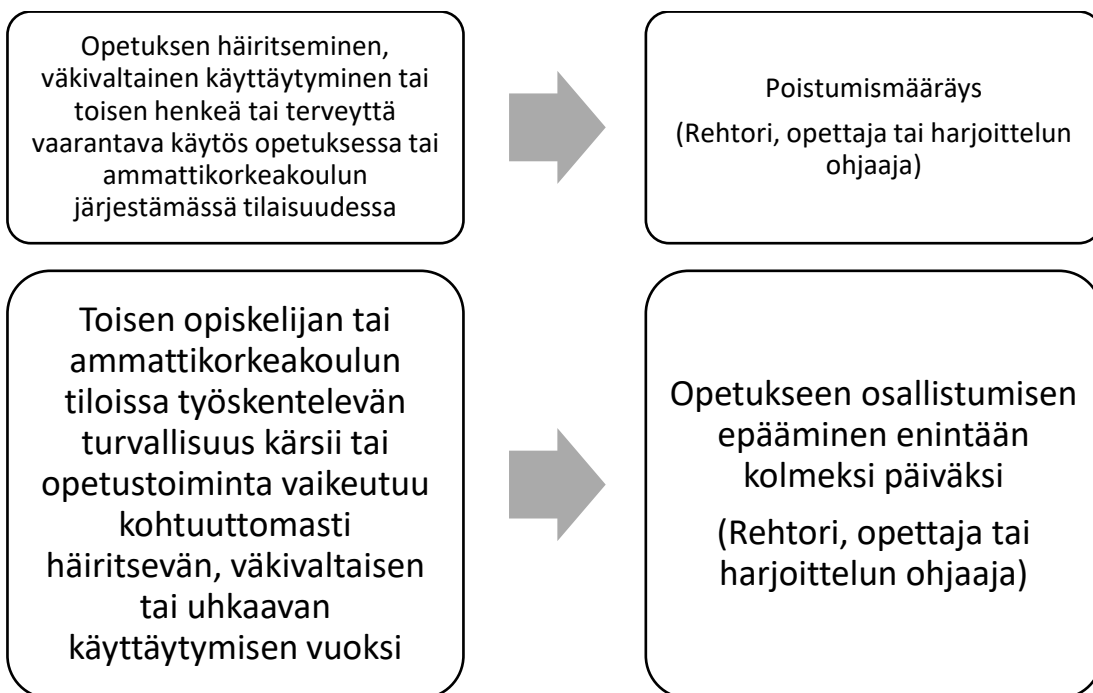 Opetuksen häiritseminen,
väkivaltainen käyttäytyminen tai
toisen henkeä tai terveyttä
vaarantava käytös opetuksessa tai
ammattikorkeakoulun
järjestämässä tilaisuudessa
Poistumismääräys
(Rehtori, opettaja tai harjoittelun
ohjaaja)
Toisen opiskelijan tai
ammattikorkeakoulun
tiloissa työskentelevän
turvallisuus kärsii tai
opetustoiminta vaikeutuu
kohtuuttomasti
häiritsevän, väkivaltaisen
tai uhkaavan
käyttäytymisen vuoksi
Opetukseen osallistumisen
epääminen enintään
kolmeksi päiväksi
(Rehtori, opettaja tai
harjoittelun ohjaaja)